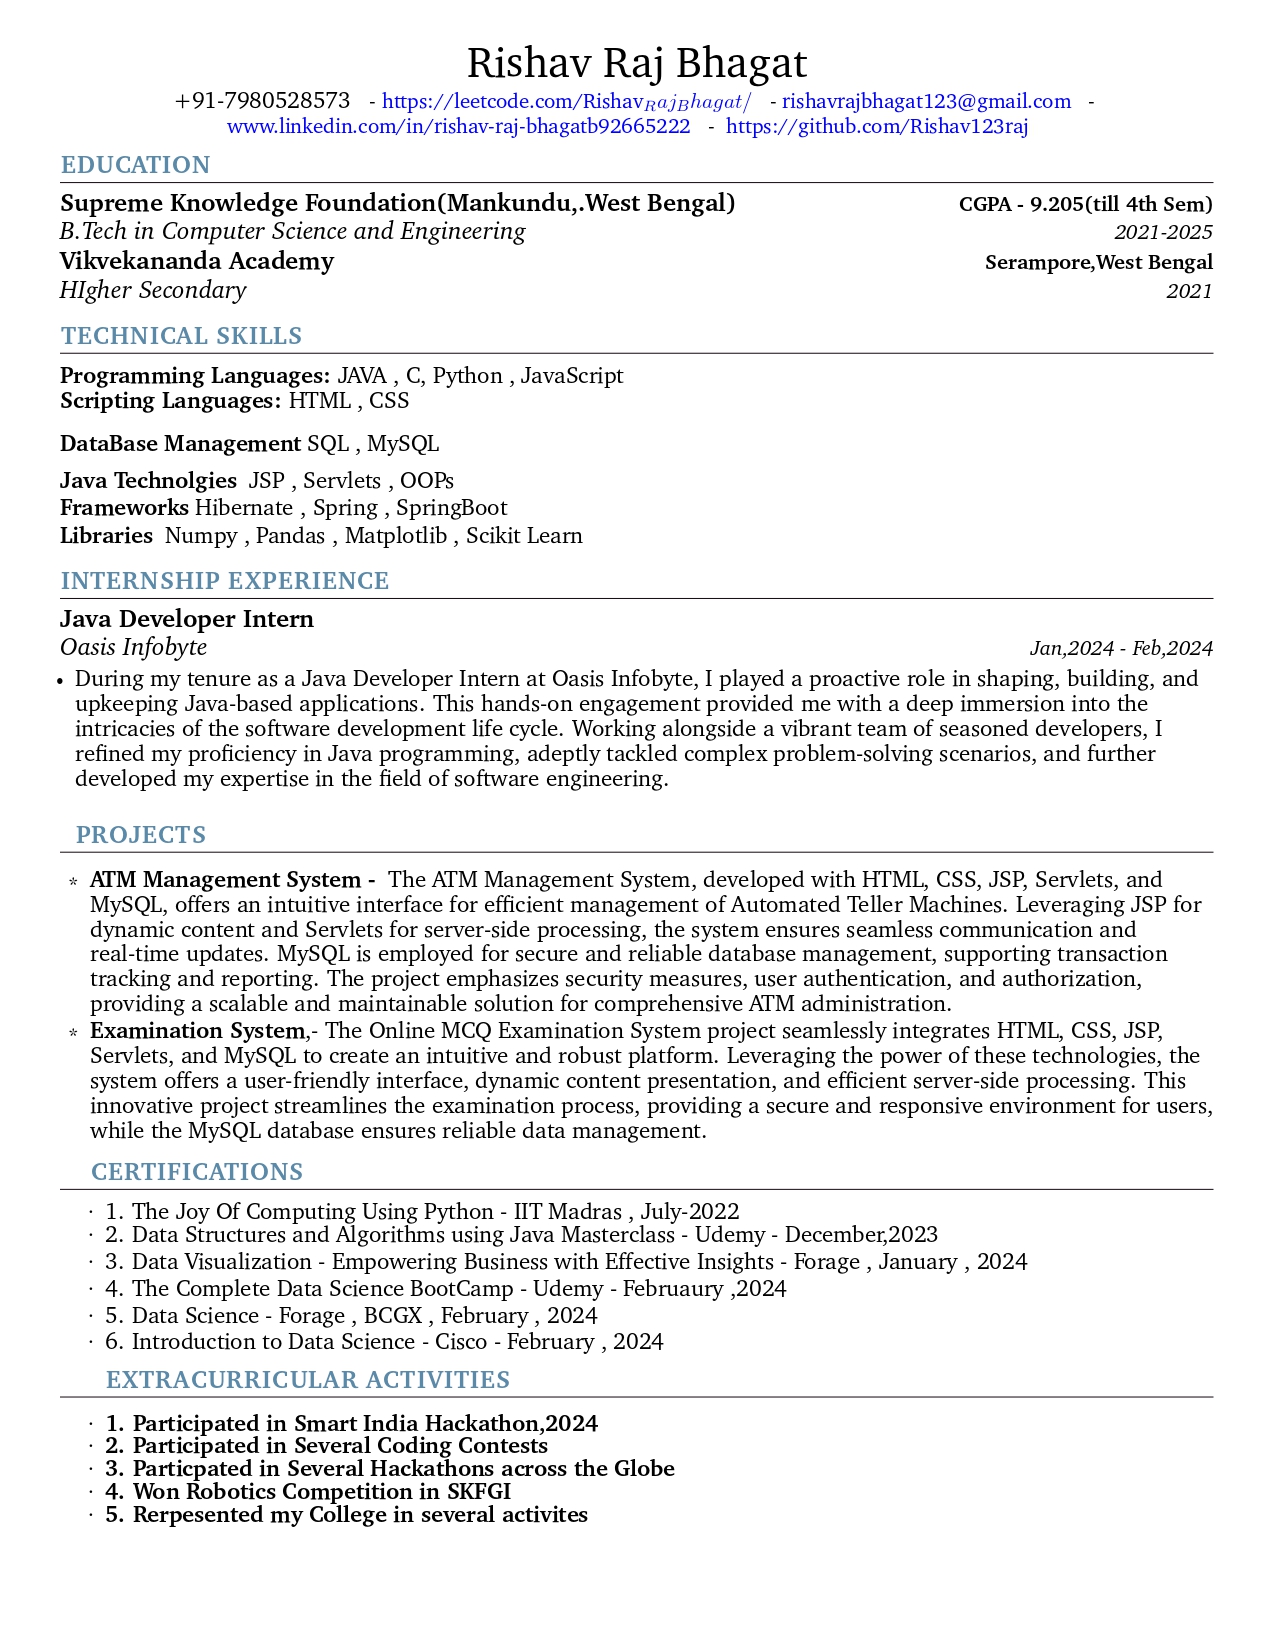 Rishav Raj Bhagat
+91-7980528573 - https://leetcode.com/Rishav_Raj_Bhagat/ - rishavrajbhagat123@gmail.com -
www.linkedin.com/in/rishav-raj-bhagatb92665222 - https://github.com/Rishav123raj
EDUCATION
Supreme Knowledge Foundation(Mankundu,.West Bengal) CGPA - 9.205(till 4th Sem)
B.Tech in Computer Science and Engineering 2021-2025
Vikvekananda Academy Serampore,West Bengal
HIgher Secondary 2021
TECHNICAL SKILLS
Programming Languages: JAVA , C, Python , JavaScript
Scripting Languages: HTML , CSS
DataBase Management SQL , MySQL
Java Technolgies JSP , Servlets , OOPs
Frameworks Hibernate , Spring , SpringBoot
Libraries Numpy , Pandas , Matplotlib , Scikit Learn
INTERNSHIP EXPERIENCE
Java Developer Intern
Oasis Infobyte Jan,2024 - Feb,2024
• During my tenure as a Java Developer Intern at Oasis Infobyte, I played a proactive role in shaping, building, and
upkeeping Java-based applications. This hands-on engagement provided me with a deep immersion into the
intricacies of the software development life cycle. Working alongside a vibrant team of seasoned developers, I
refined my proficiency in Java programming, adeptly tackled complex problem-solving scenarios, and further
developed my expertise in the field of software engineering.
PROJECTS
* ATM Management System - The ATM Management System, developed with HTML, CSS, JSP, Servlets, and
MySQL, offers an intuitive interface for efficient management of Automated Teller Machines. Leveraging JSP for
dynamic content and Servlets for server-side processing, the system ensures seamless communication and
real-time updates. MySQL is employed for secure and reliable database management, supporting transaction
tracking and reporting. The project emphasizes security measures, user authentication, and authorization,
providing a scalable and maintainable solution for comprehensive ATM administration.
* Examination System,- The Online MCQ Examination System project seamlessly integrates HTML, CSS, JSP,
Servlets, and MySQL to create an intuitive and robust platform. Leveraging the power of these technologies, the
system offers a user-friendly interface, dynamic content presentation, and efficient server-side processing. This
innovative project streamlines the examination process, providing a secure and responsive environment for users,
while the MySQL database ensures reliable data management.
CERTIFICATIONS
· 1. The Joy Of Computing Using Python - IIT Madras , July-2022
· 2. Data Structures and Algorithms using Java Masterclass - Udemy - December,2023
· 3. Data Visualization - Empowering Business with Effective Insights - Forage , January , 2024
· 4. The Complete Data Science BootCamp - Udemy - Februaury ,2024
· 5. Data Science - Forage , BCGX , February , 2024
· 6. Introduction to Data Science - Cisco - February , 2024
EXTRACURRICULAR ACTIVITIES
· 1. Participated in Smart India Hackathon,2024
· 2. Participated in Several Coding Contests
· 3. Particpated in Several Hackathons across the Globe
· 4. Won Robotics Competition in SKFGI
· 5. Rerpesented my College in several activites